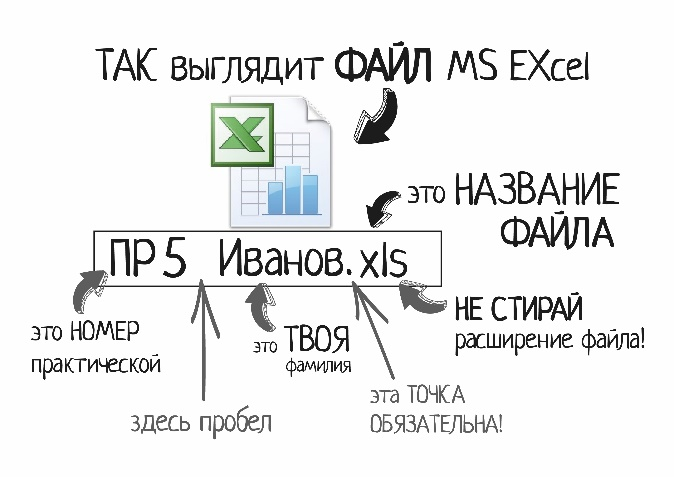 ТАК выглядит ФАЙЛ MS EXcel
это НАЗВАНИЕ
ФАЙЛА
ПР 5 Иванов.xls
это НОМЕР
практической
здесь пробел
это ТВОЯ
фамилия
эта ТОЧКА
ОБЯЗАТЕЛЬНА!
НЕ СТИРАЙ
расширение файла!